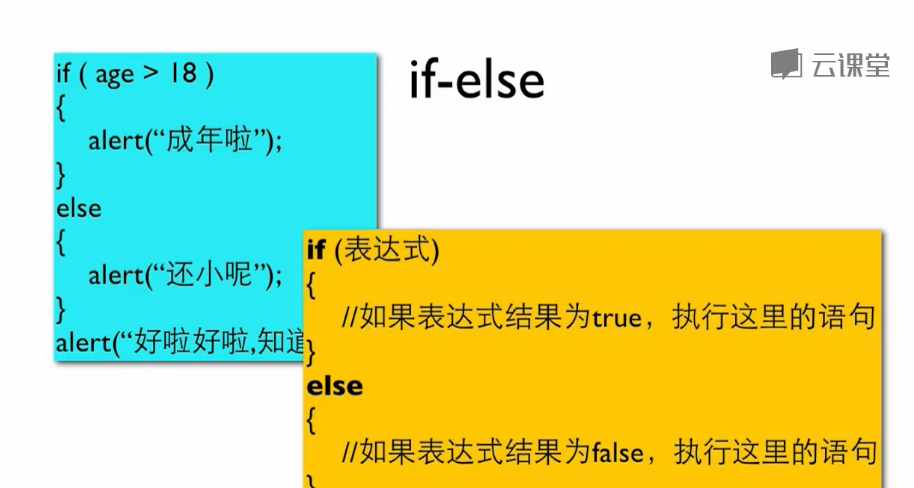 if-else
云课堂
if ( age > 18 )
{
alert(“成年啦”);
}
else
{
alert(“还小呢”);
}
alert(“好啦好啦,知道
if (表达式)
{
//如果表达式结果为true，执行这里的语句
}
else
{
//如果表达式结果为false，执行这里的语句
}